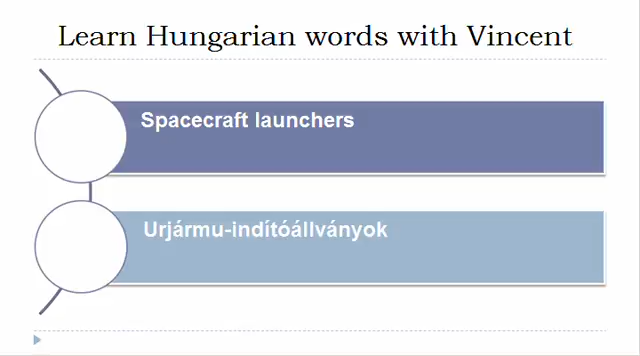 Learn Hungarian words with Vincent
Spacecraft launchers
Urjármu-indítóállványok